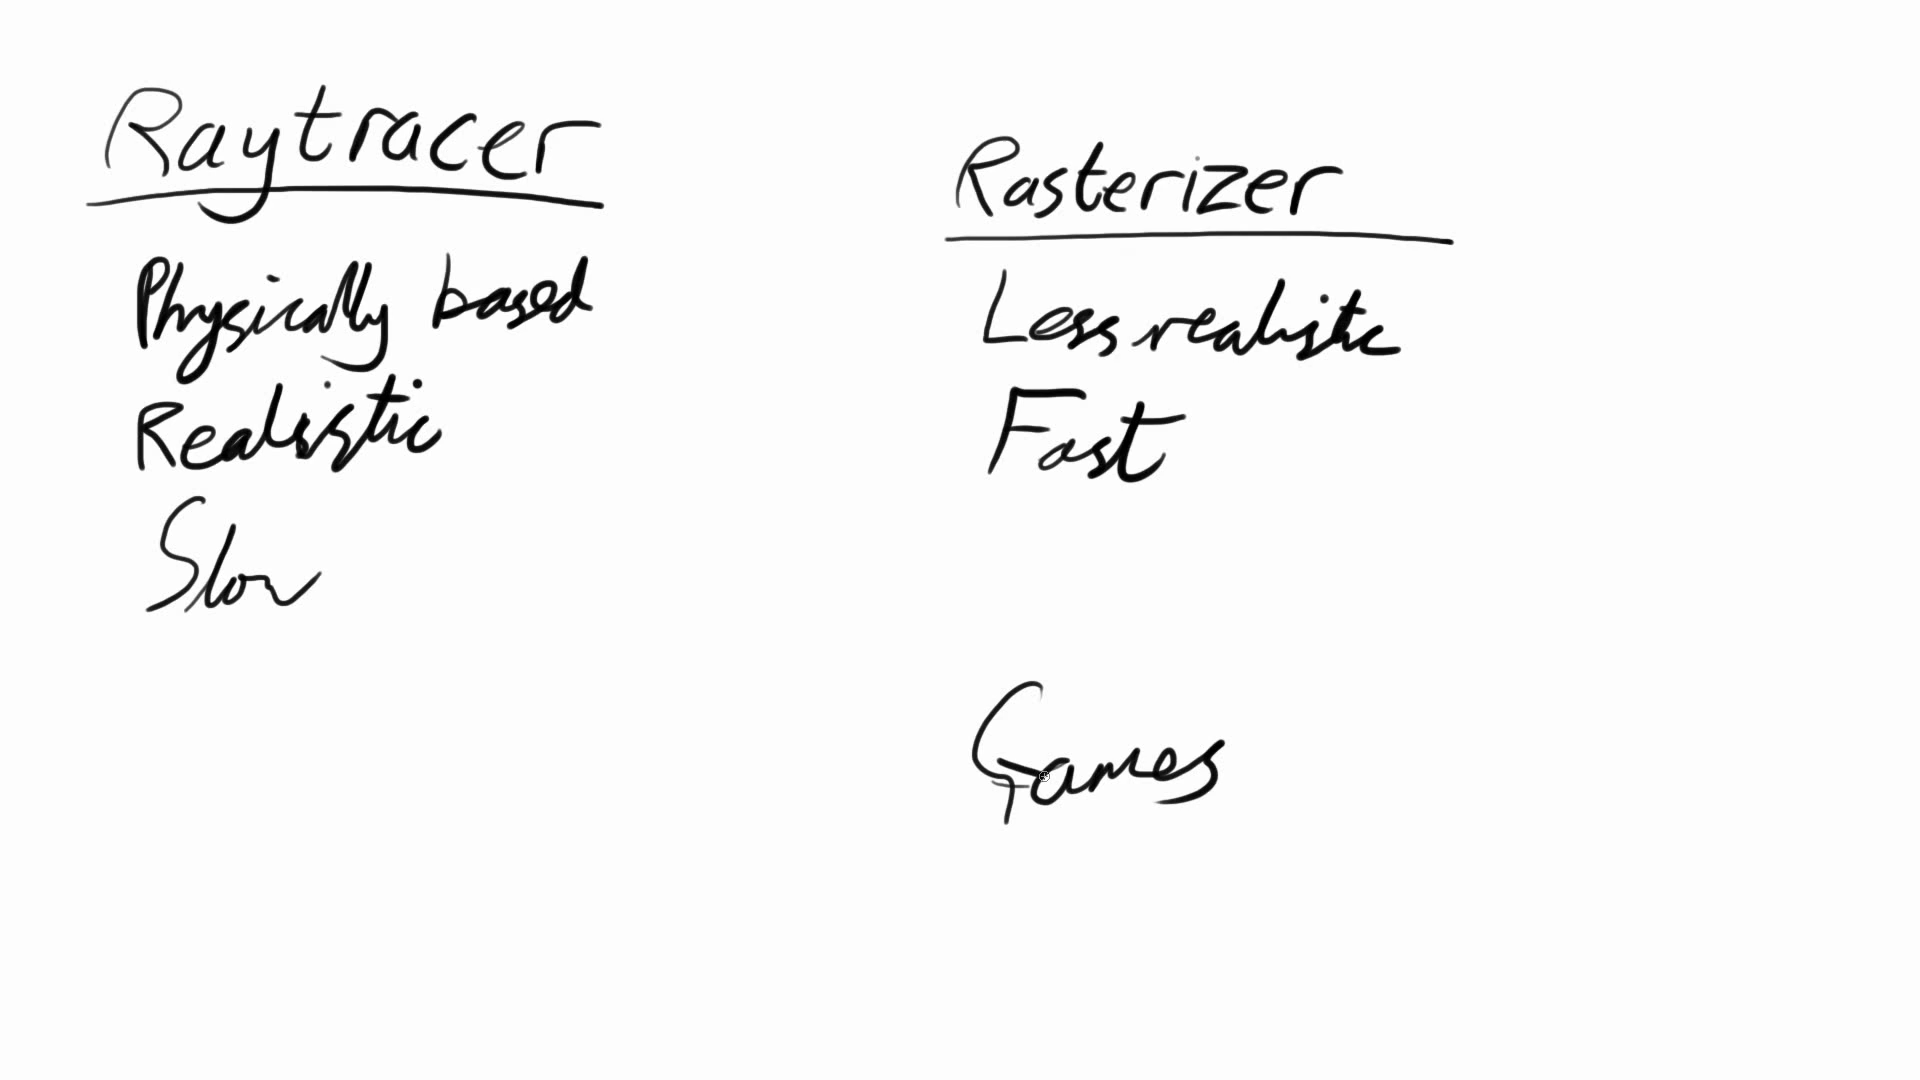 Raytracer
Physically based
Realistic
Slow
Rasterizer
Less realistic
Fast
Games